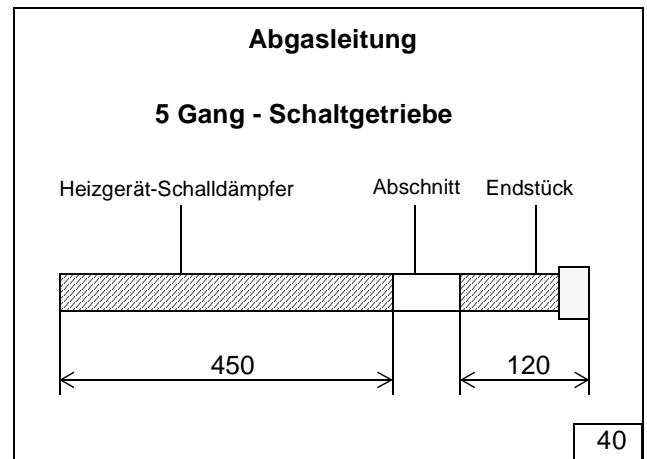 Abgasleitung
5 Gang - Schaltgetriebe
Heizgerät-Schalldämpfer Abschnitt Endstück
450 120
40